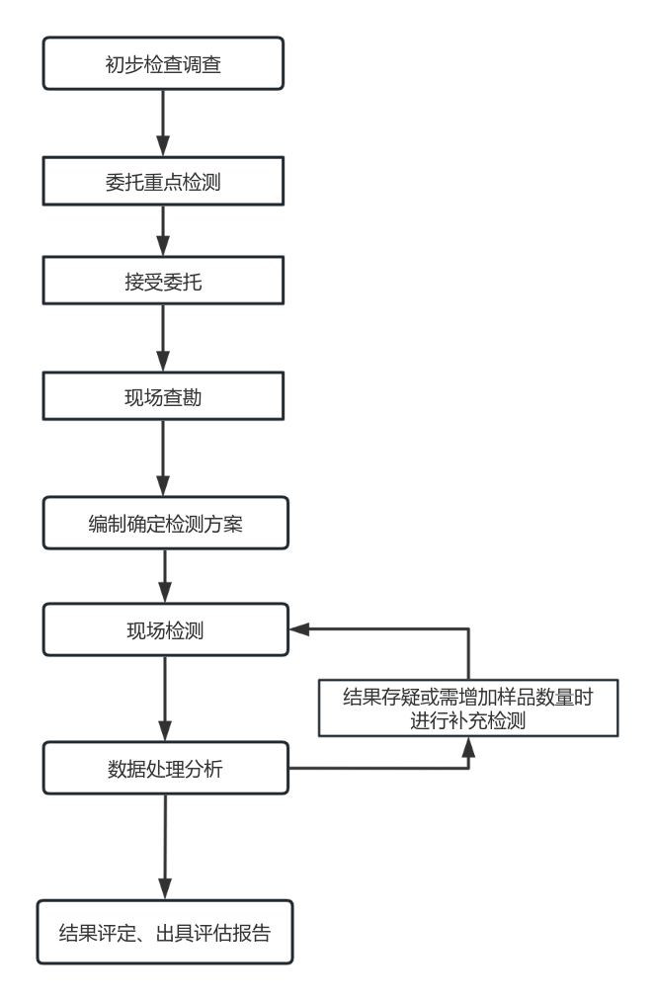 初步检查调查
委托重点检测
接受委托
现场查勘
编制确定检测方案
现场检测
结果存疑或需增加样品数量时
进行补充检测
数据处理分析
结果评定、出具评估报告